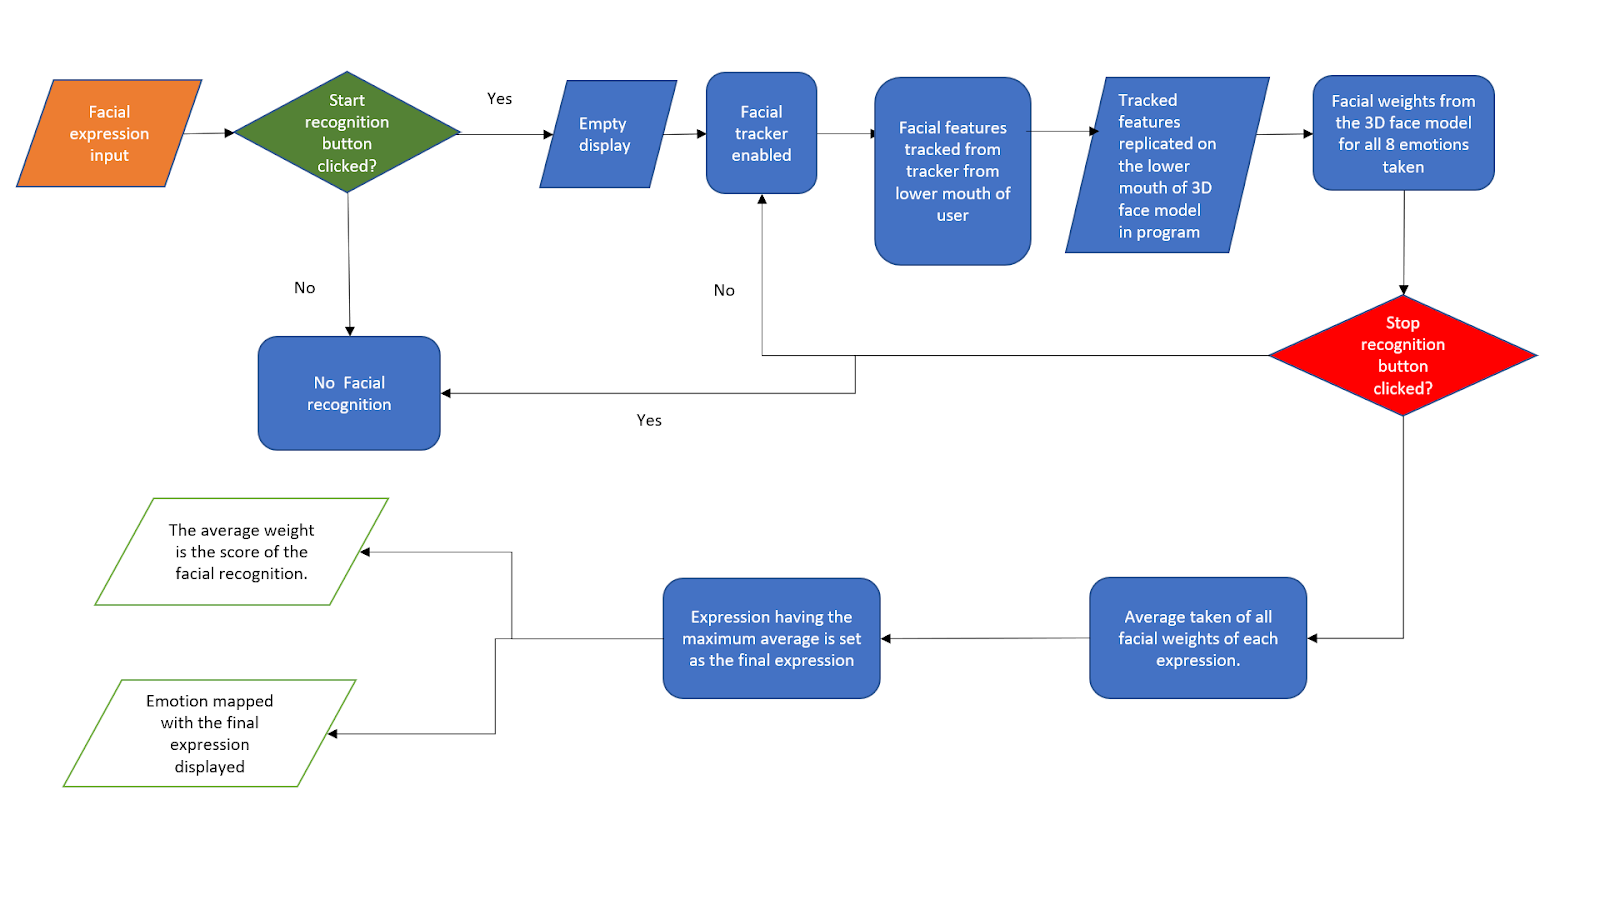 Facial
expression
input
Start
recognition
button
clicked?
Yes
Empty
display
Facial
tracker
enabled
Facial features
tracked from
tracker from
lower mouth of
user
Tracked
features
replicated on
the lower
mouth of 3D
face model
in program
Facial weights from
the 3D face model
for all 8 emotions
taken
No
No
Stop
recognition
button
clicked?
No  Facial
recognition
Yes
The average weight
is the score of the
facial recognition.
Expression having the
maximum average is set
as the final expression
Average taken of all
facial weights of each
expression.
Emotion mapped
with the final
expression
displayed